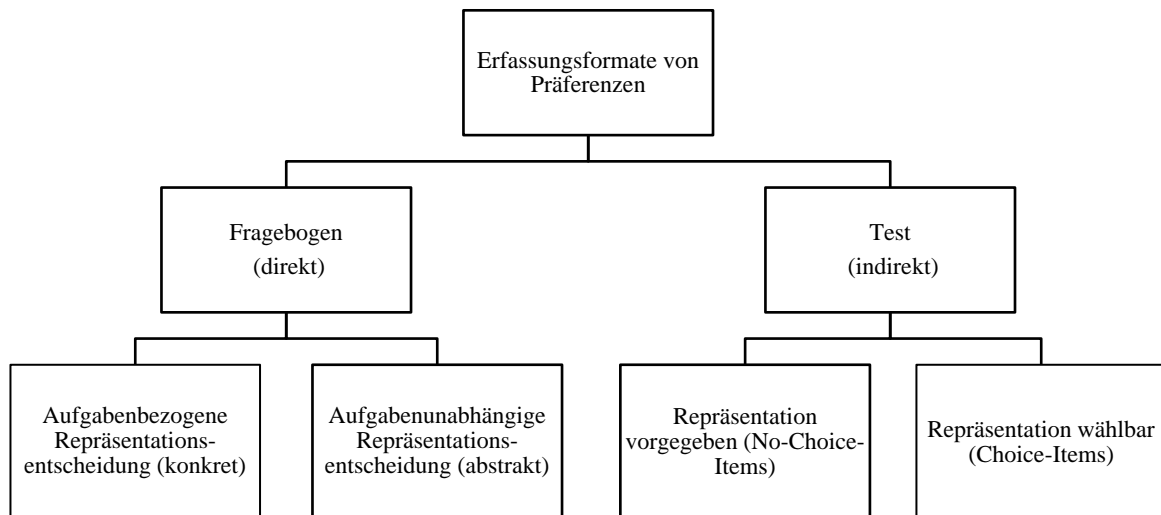 Erfassungsformate von
Präferenzen
Fragebogen
(direkt)
Test
(indirekt)
Aufgabenbezogene
Repräsentations-
entscheidung (konkret)
Aufgabenunabhängige
Repräsentations-
entscheidung (abstrakt)
Repräsentation
vorgegeben (No-Choice-
Items)
Repräsentation wählbar
(Choice-Items)